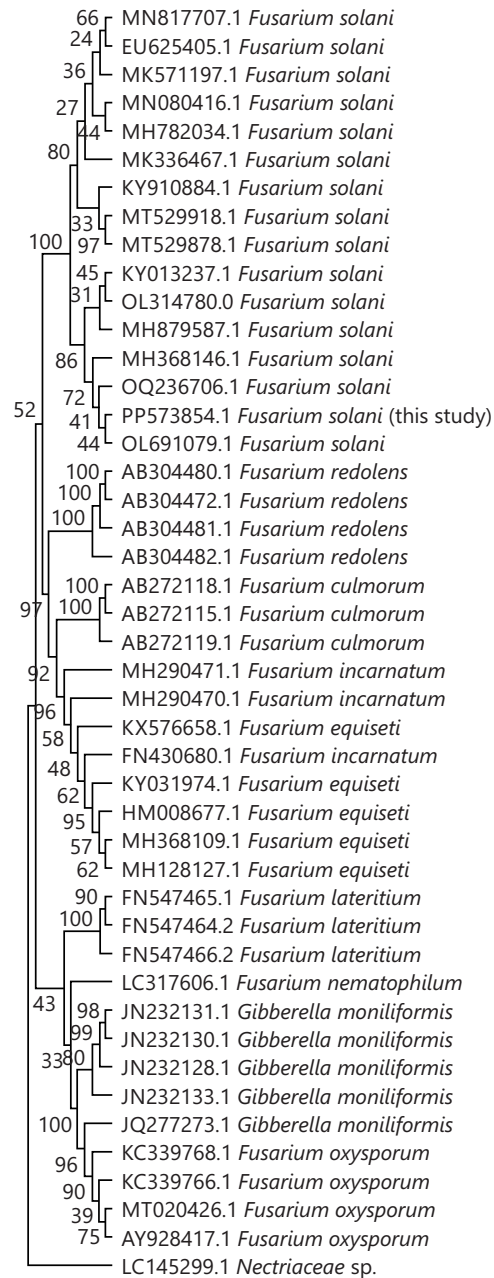 66 MN817707.1 Fusarium solani
24 EU625405.1 Fusarium solani
36 MK571197.1 Fusarium solani
27 MN080416.1 Fusarium solani
44 MH782034.1 Fusarium solani
80 MK336467.1 Fusarium solani
KY910884.1 Fusarium solani
33 MT529918.1 Fusarium solani
100 97 MT529878.1 Fusarium solani
45 KY013237.1 Fusarium solani
31 OL314780.0 Fusarium solani
MH879587.1 Fusarium solani
86 MH368146.1 Fusarium solani
72 OQ236706.1 Fusarium solani
52 41 PP573854.1 Fusarium solani (this study)
44 OL691079.1 Fusarium solani
100 AB304480.1 Fusarium redolens
100 AB304472.1 Fusarium redolens
100 AB304481.1 Fusarium redolens
AB304482.1 Fusarium redolens
100 AB272118.1 Fusarium culmorum
97 100 AB272115.1 Fusarium culmorum
AB272119.1 Fusarium culmorum
92 MH290471.1 Fusarium incarnatum
96 MH290470.1 Fusarium incarnatum
58 KX576658.1 Fusarium equiseti
48 FN430680.1 Fusarium incarnatum
62 KY031974.1 Fusarium equiseti
95 HM008677.1 Fusarium equiseti
57 MH368109.1 Fusarium equiseti
62 MH128127.1 Fusarium equiseti
90 FN547465.1 Fusarium lateritium
100 FN547464.2 Fusarium lateritium
FN547466.2 Fusarium lateritium
43 LC317606.1 Fusarium nematophilum
98 JN232131.1 Gibberella moniliformis
99 JN232130.1 Gibberella moniliformis
33 80 JN232128.1 Gibberella moniliformis
JN232133.1 Gibberella moniliformis
100 JQ277273.1 Gibberella moniliformis
96 KC339768.1 Fusarium oxysporum
90 KC339766.1 Fusarium oxysporum
39 MT020426.1 Fusarium oxysporum
75 AY928417.1 Fusarium oxysporum
LC145299.1 Nectriaceae sp.